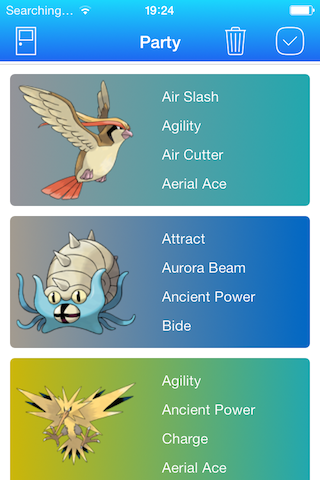 Searching... 19:24
Party
Air Slash
Agility
Air Cutter
Aerial Ace
Attract
Aurora Beam
Ancient Power
Bide
Agility
Ancient Power
Charge
Aerial Ace